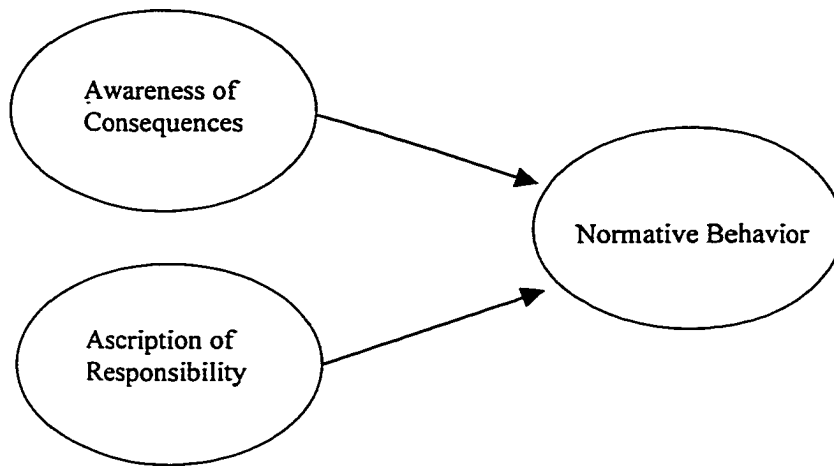 Awareness of
Consequences
Normative Behavior
Ascription of
Responsibility